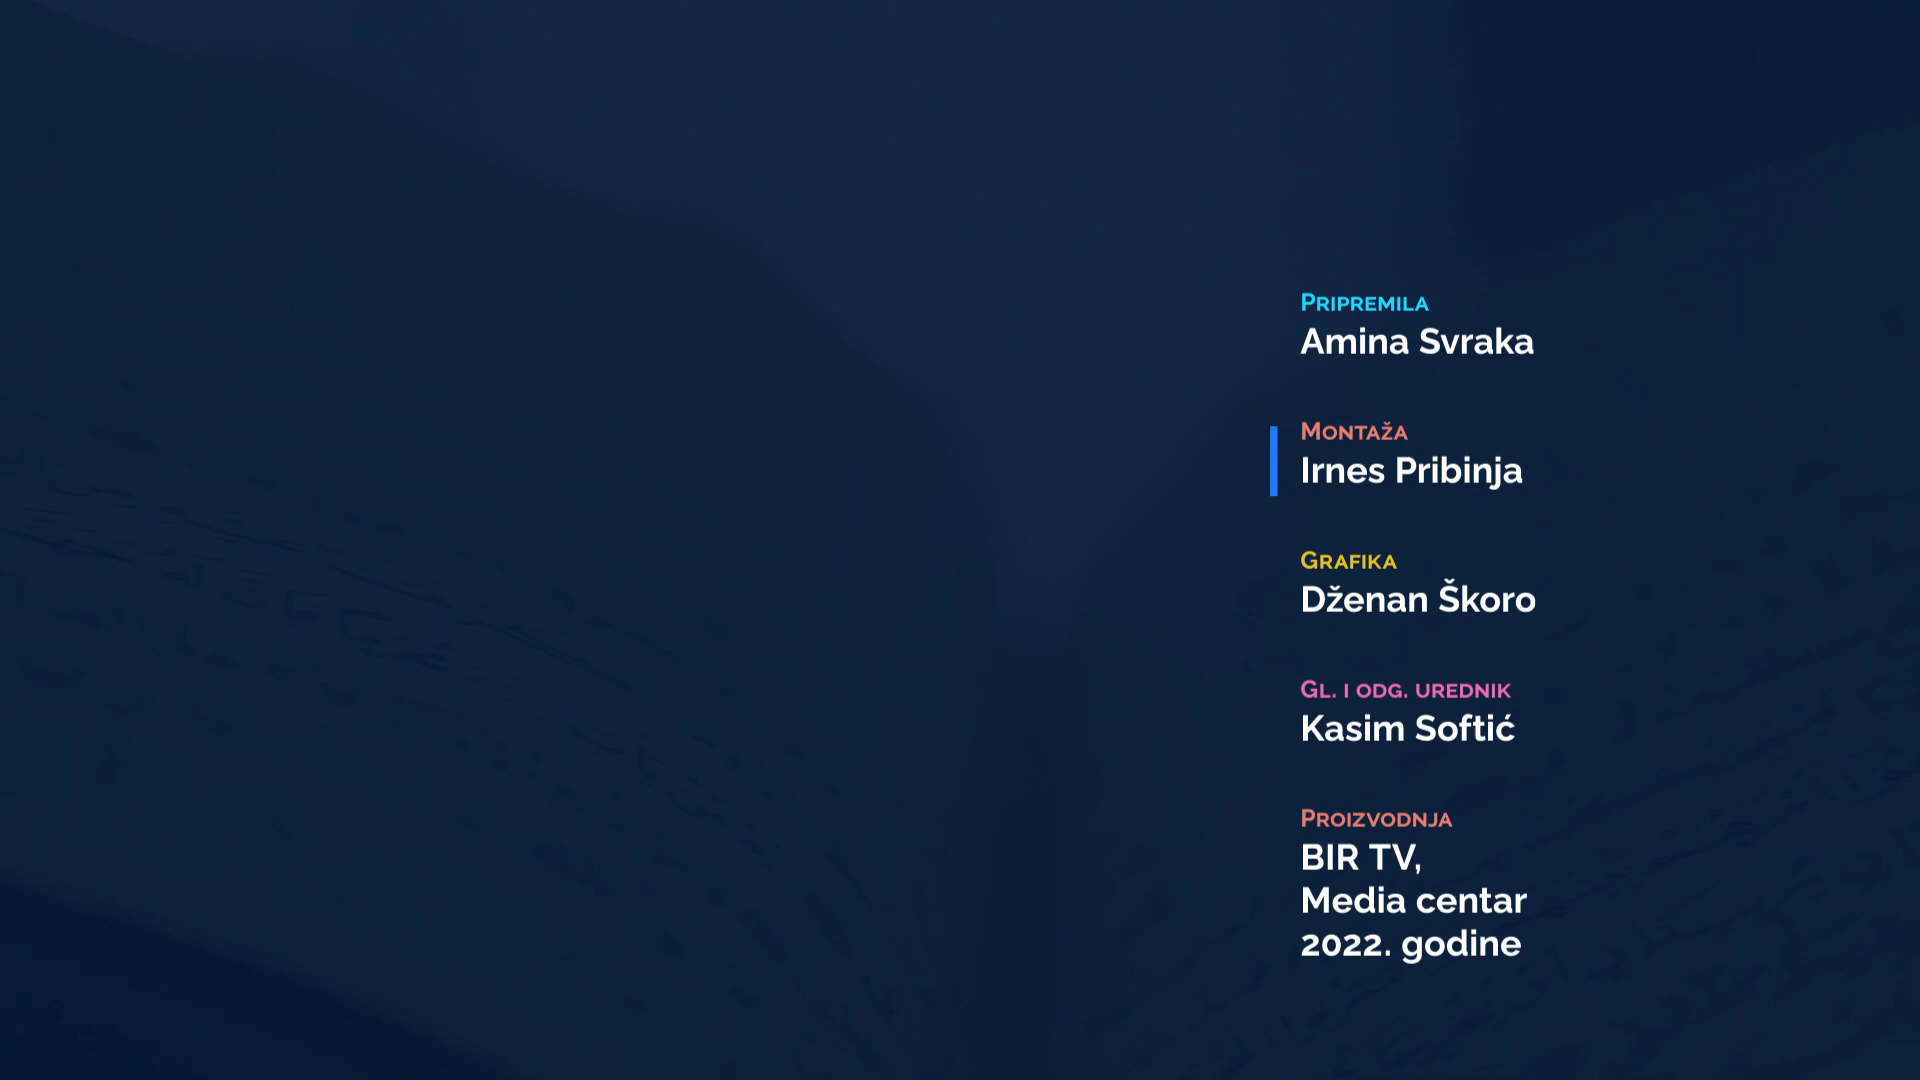 Pripremila
Amina Svraka
Montaža
Irnes Pribinja
Grafika
Dženan Škoro
Gl. i odg. urednik
Kasim Softić
Proizvodnja
BIR TV,
Media centar
2022. godine